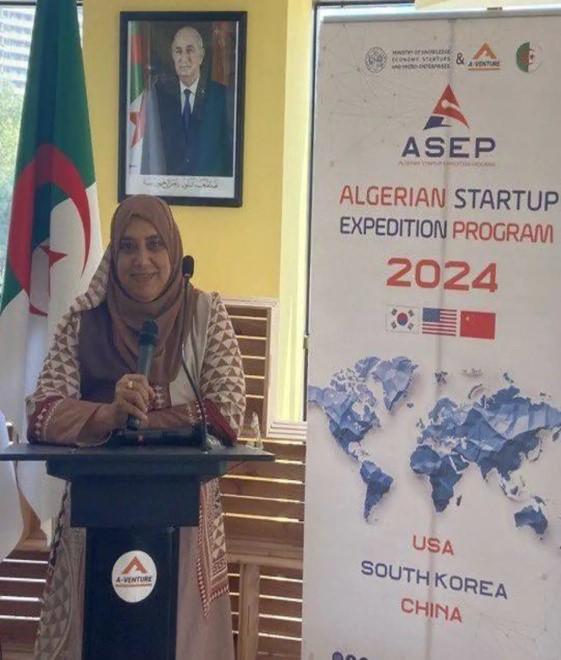 MINISTRY OF KNOWLEDGE
ECONOMY, STARTUPS
AND MICRO-ENTERPRISES
&
A-VENTURE
ASEP
ALGERIAN STARTUP EXPEDITION PROGRAM
ALGERIAN STARTUP
EXPEDITION PROGRAM
2024
USA
SOUTH KOREA
CHINA
A-VENTURE